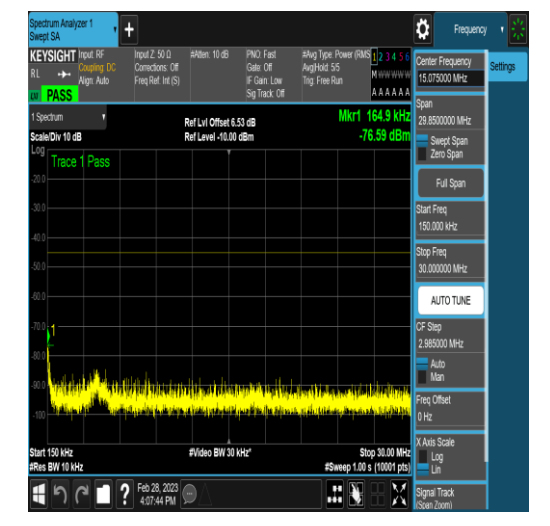 Spectrum Analyzer 1
Swept SA
Frequency
KEYSIGHT
RL
PASS
Input: RF
Coupling: DC
Align: Auto
Input Z: 50 Ω
Corrections: Off
Freq Ref: Int (S)
#Atten: 10 dB
PNO: Fast
Gate: Off
IF Gain: Low
Sig Track: Off
#Avg Type: Power (RMS
Avg|Hold: 5/5
Trig: Free Run
1 2 3 4 5 6
M W W W W W
A A A A A A
1 Spectrum
Scale/Div 10 dB
Ref Lvl Offset 6.53 dB
Ref Level -10.00 dBm
Mkr1 164.9 kHz
-76.59 dBm
Log
Trace 1 Pass
-20.0
-30.0
-40.0
-50.0
-60.0
-70.0
1
-80.0
-90.0
-100
Start 150 kHz
#Res BW 10 kHz
#Video BW 30 kHz*
Stop 30.00 MHz
#Sweep 1.00 s (10001 pts)
Feb 28, 2023
4:07:44 PM
Center Frequency
15.075000 MHz
Settings
Span
29.8500000 MHz
Swept Span
Zero Span
Full Span
Start Freq
150.000 kHz
Stop Freq
30.000000 MHz
AUTO TUNE
CF Step
2.985000 MHz
Auto
Man
Freq Offset
0 Hz
X Axis Scale
Log
Lin
Signal Track
(Span Zoom)